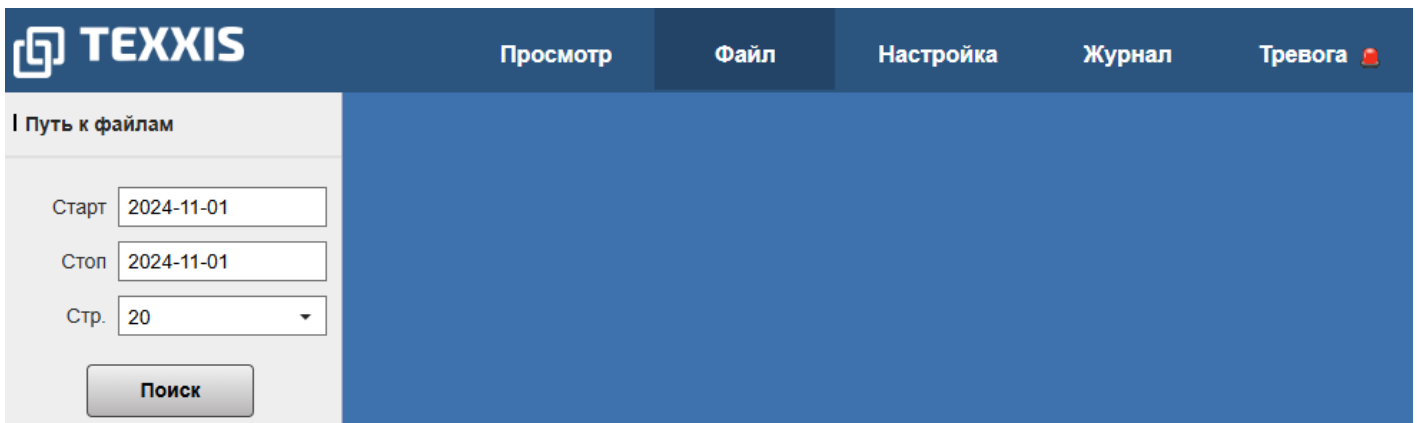 TEXXIS
Просмотр Файл Настройка Журнал Тревога
Путь к файлам
Старт 2024-11-01
Стоп 2024-11-01
Стр. 20
Поиск